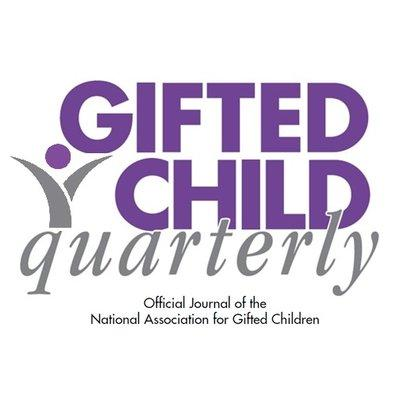 GIFTED
CHILD
quarterly
Official Journal of the
National Association for Gifted Children